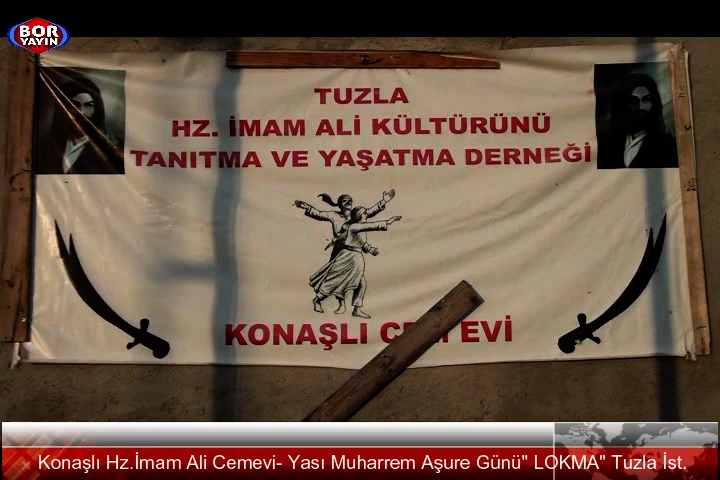 BOR
YAYIN
TUZLA
HZ. İMAM ALİ KÜLTÜRÜNÜ
TANITMA VE YAŞATMA DERNEĞİ
KONAŞLI EVİ
Konaşlı Hz.İmam Ali Cemevi- Yası Muharrem Aşure Günü" LOKMA" Tuzla İst.